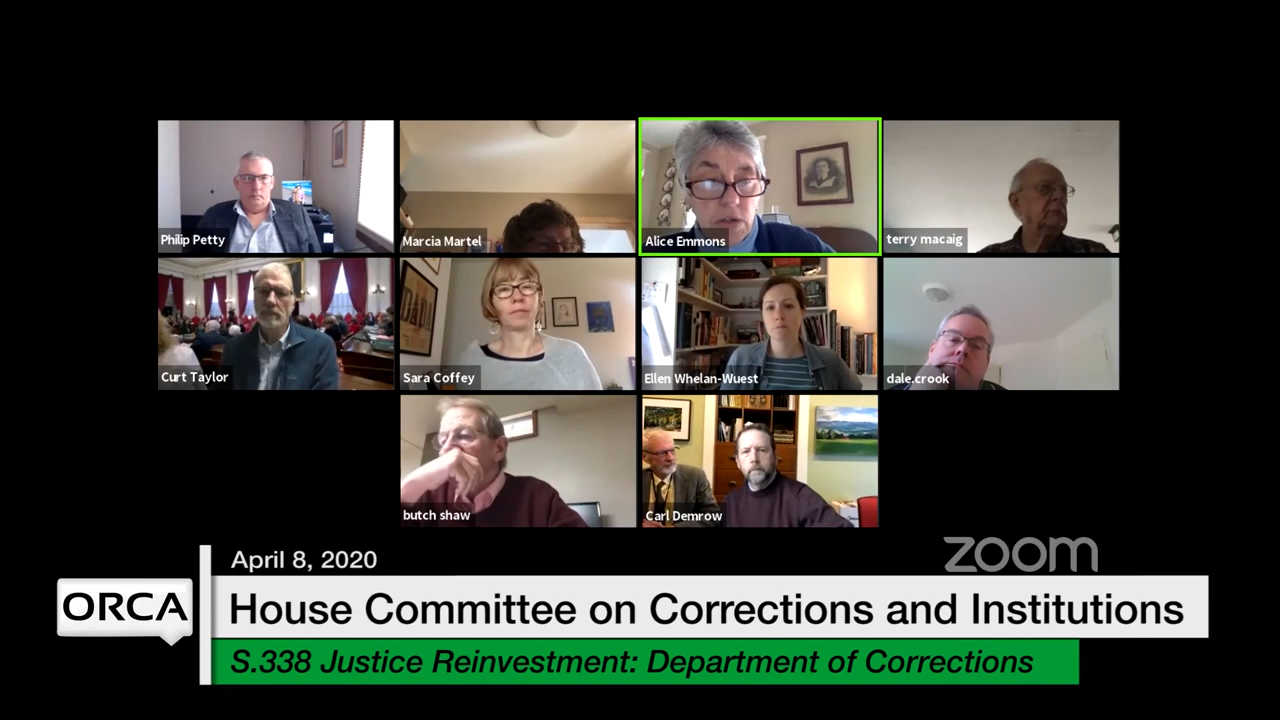 Philip Petty
Marcia Martel
Alice Emmons
terry macaig
Curt Taylor
Sara Coffey
Ellen Whelan-Wuest
dale.crook
butch shaw
Carl Demrow
zoom
April 8, 2020
ORCA
House Committee on Corrections and Institutions
S.338 Justice Reinvestment: Department of Corrections